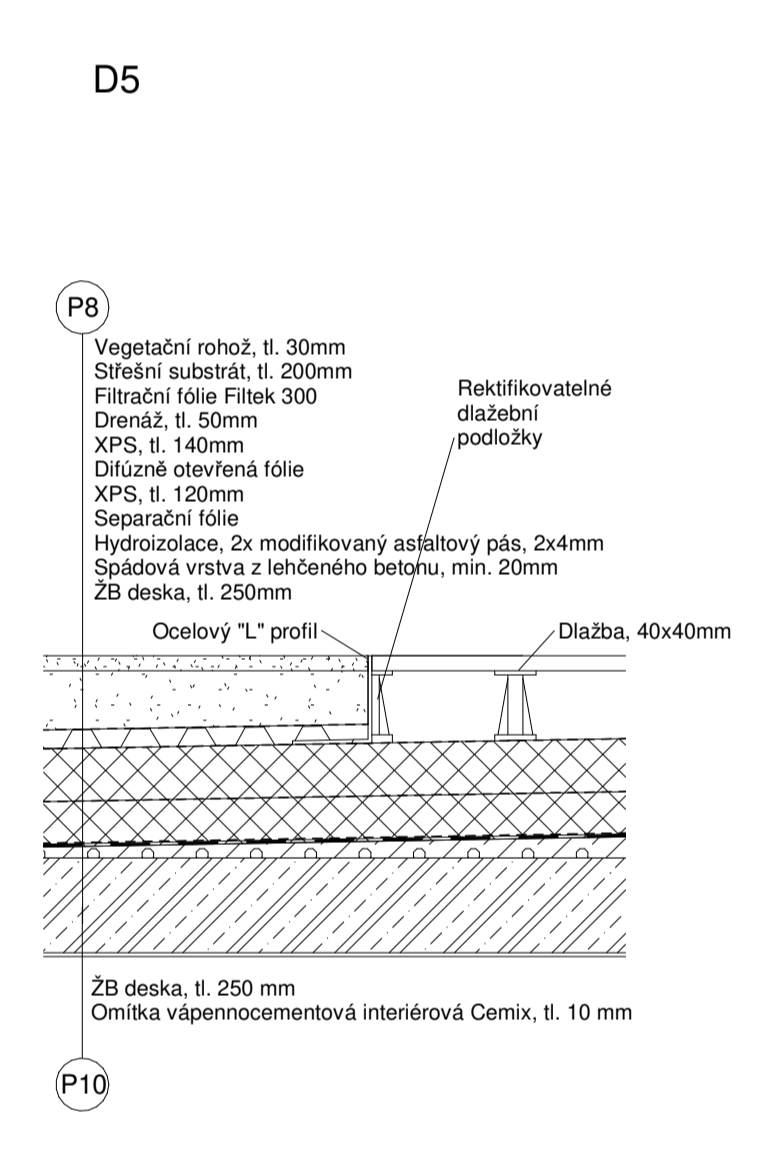 D5
P8
Vegetační rohož, tl. 30mm
Střešní substrát, tl. 200mm
Filtrační fólie Filtek 300
Drenáž, tl. 50mm
XPS, tl. 140mm
Difúzně otevřená fólie
XPS, tl. 120mm
Separační fólie
Hydroizolace, 2x modifikovaný asfaltový pás, 2x4mm
Spádová vrstva z lehčeného betonu, min. 20mm
ŽB deska, tl. 250mm
Rektifikovatelné
dlažební
podložky
Ocelový "L" profil
Dlažba, 40x40mm
ŽB deska, tl. 250 mm
Omítka vápennocementová interiérová Cemix, tl. 10 mm
P10